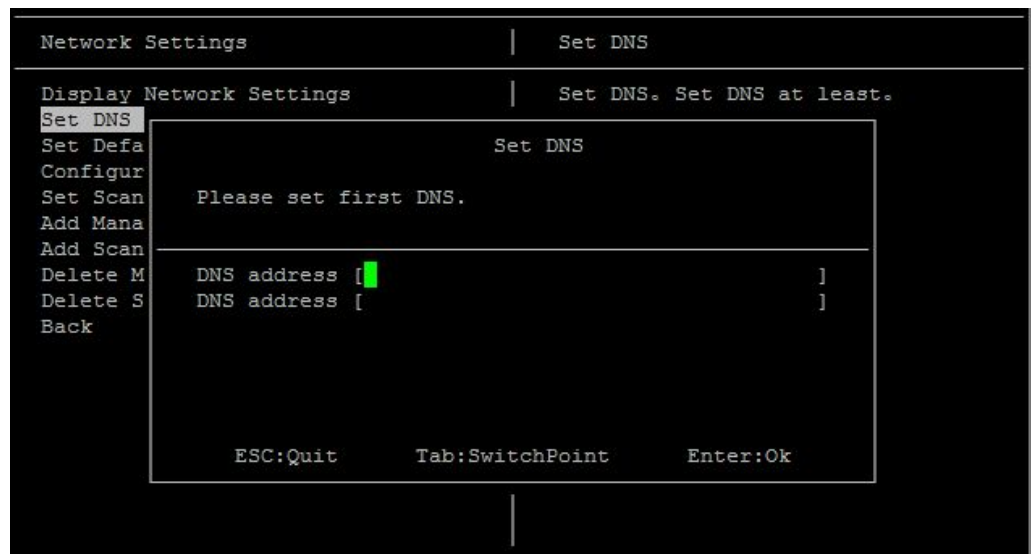 Network Settings | Set DNS
Display Network Settings | Set DNS。 Set DNS at least。
Set DNS
Set Defa
Configur
Set Scan
Add Mana
Add Scan
Delete M
Delete S
Back
Set DNS
Please set first DNS.
DNS address [ ]
DNS address [ ]
ESC:Quit Tab:SwitchPoint Enter:Ok